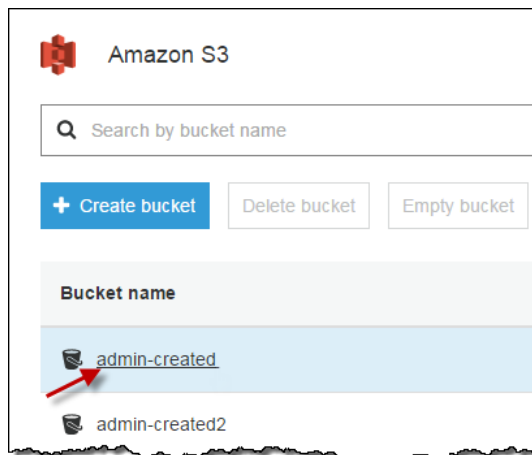 Amazon S3
Search by bucket name
Create bucket Delete bucket Empty bucket
Bucket name
admin-created
admin-created2